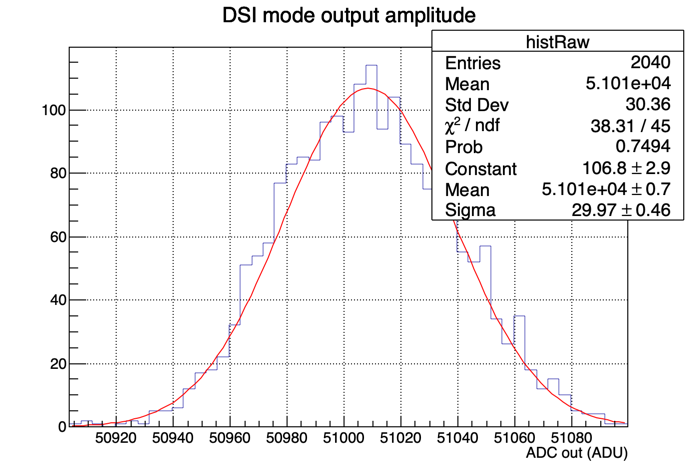 DSI mode output amplitude
histRaw
Entries 2040
Mean 5.101e+04
Std Dev 30.36
χ² / ndf 38.31 / 45
Prob 0.7494
Constant 106.8 ± 2.9
Mean 5.101e+04 ± 0.7
Sigma 29.97 ± 0.46
100
80
60
40
20
0
50920 50940 50960 50980 51000 51020 51040 51060 51080
ADC out (ADU)